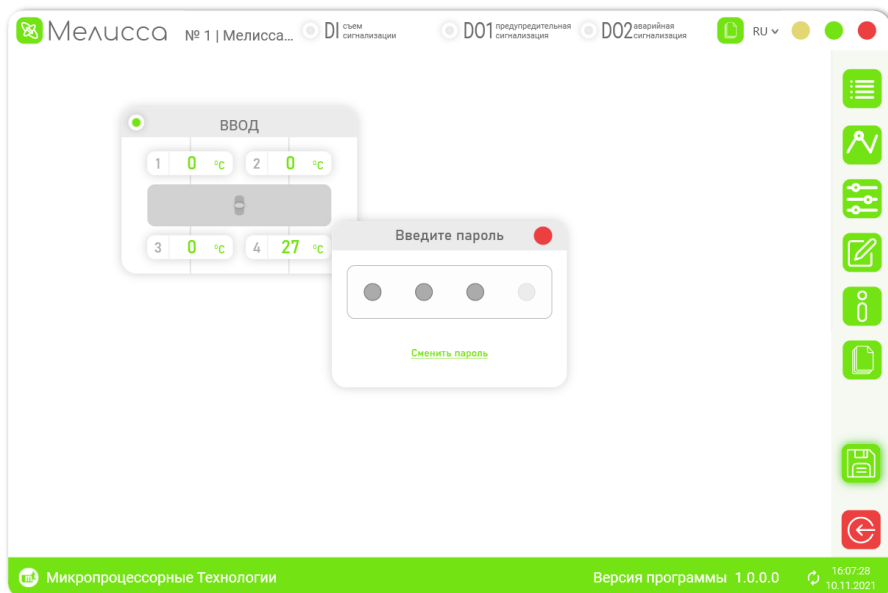 Мелисса
№ 1 | Мелисса...
DI съем
сигнализации
DO1 предупредительная
сигнализация
DO2 аварийная
сигнализация
RU
ВВОД
1 0 °C 2 0 °C
3 0 °C 4 27 °C
Введите пароль
Сменить пароль
Микропроцессорные Технологии
Версия программы 1.0.0.0
16:07:28
10.11.2021